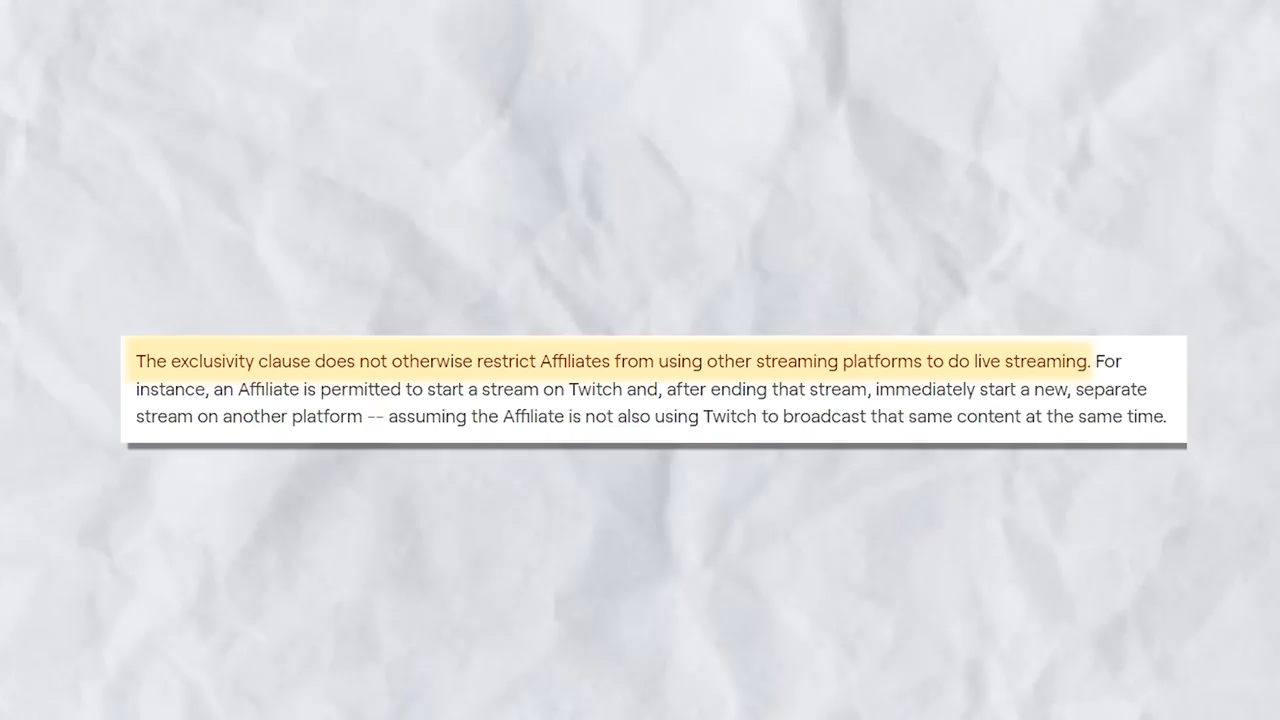 The exclusivity clause does not otherwise restrict Affiliates from using other streaming platforms to do live streaming. For
instance, an Affiliate is permitted to start a stream on Twitch and, after ending that stream, immediately start a new, separate
stream on another platform -- assuming the Affiliate is not also using Twitch to broadcast that same content at the same time.